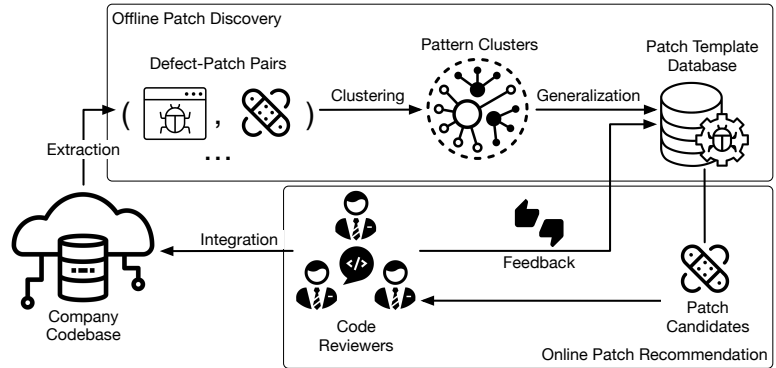 Offline Patch Discovery
Defect-Patch Pairs
( , )
...
Extraction
Clustering
Pattern Clusters
Generalization
Patch Template
Database
Company
Codebase
Integration
</>
Code
Reviewers
Feedback
Patch
Candidates
Online Patch Recommendation